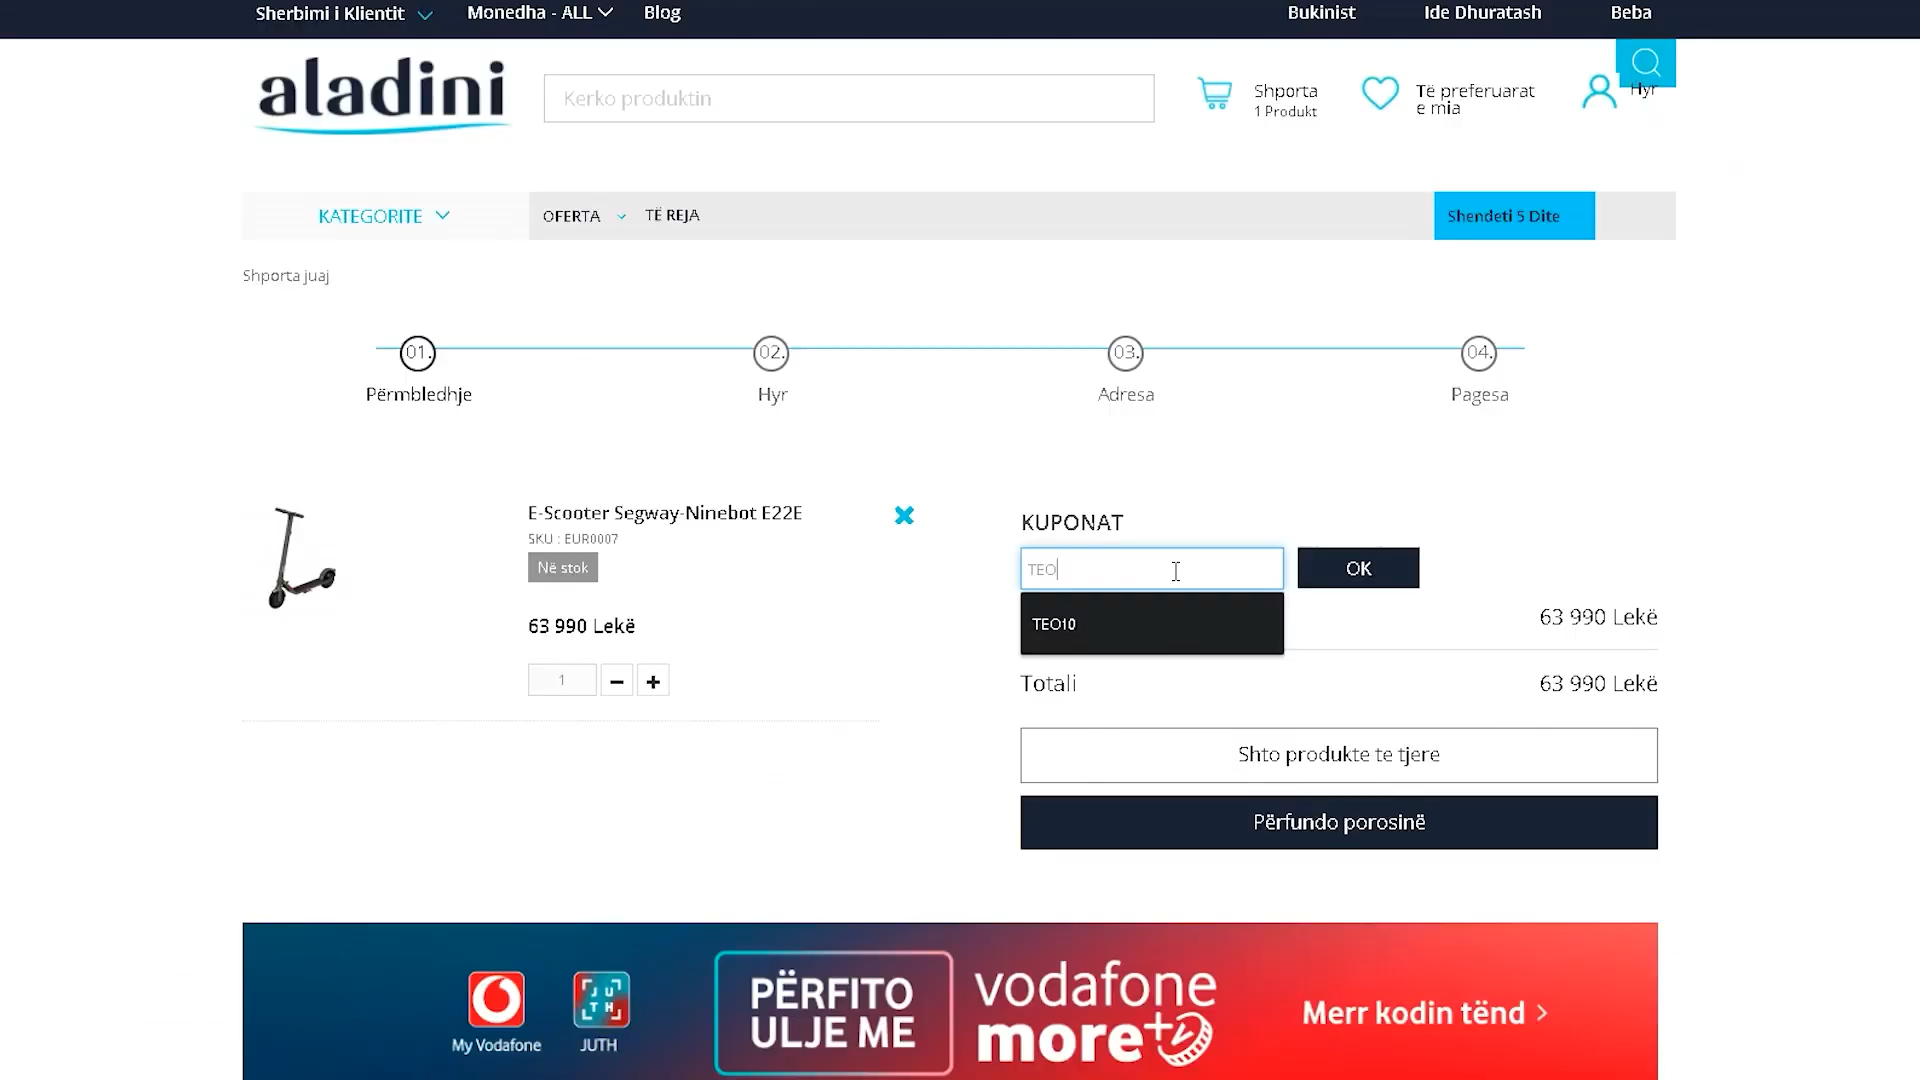 Sherbimi i Klientit
Monedha - ALL
Blog
Bukinist
Ide Dhuratash
Beba
aladini
Kerko produktin
Shporta
1 Produkt
Të preferuarat
e mia
Hyr
KATEGORITE
OFERTA
TË REJA
Shendeti 5 Dite
Shporta juaj
01.
02.
03.
04.
Përmbledhje
Hyr
Adresa
Pagesa
E-Scooter Segway-Ninebot E22E
SKU : EUR0007
Në stok
63 990 Lekë
1
KUPONAT
TEO
OK
TEO10
63 990 Lekë
Totali
63 990 Lekë
Shto produkte te tjere
Përfundo porosinë
My Vodafone
JUTH
JUTH
PËRFITO
ULJE ME
vodafone
more+
Merr kodin tënd >